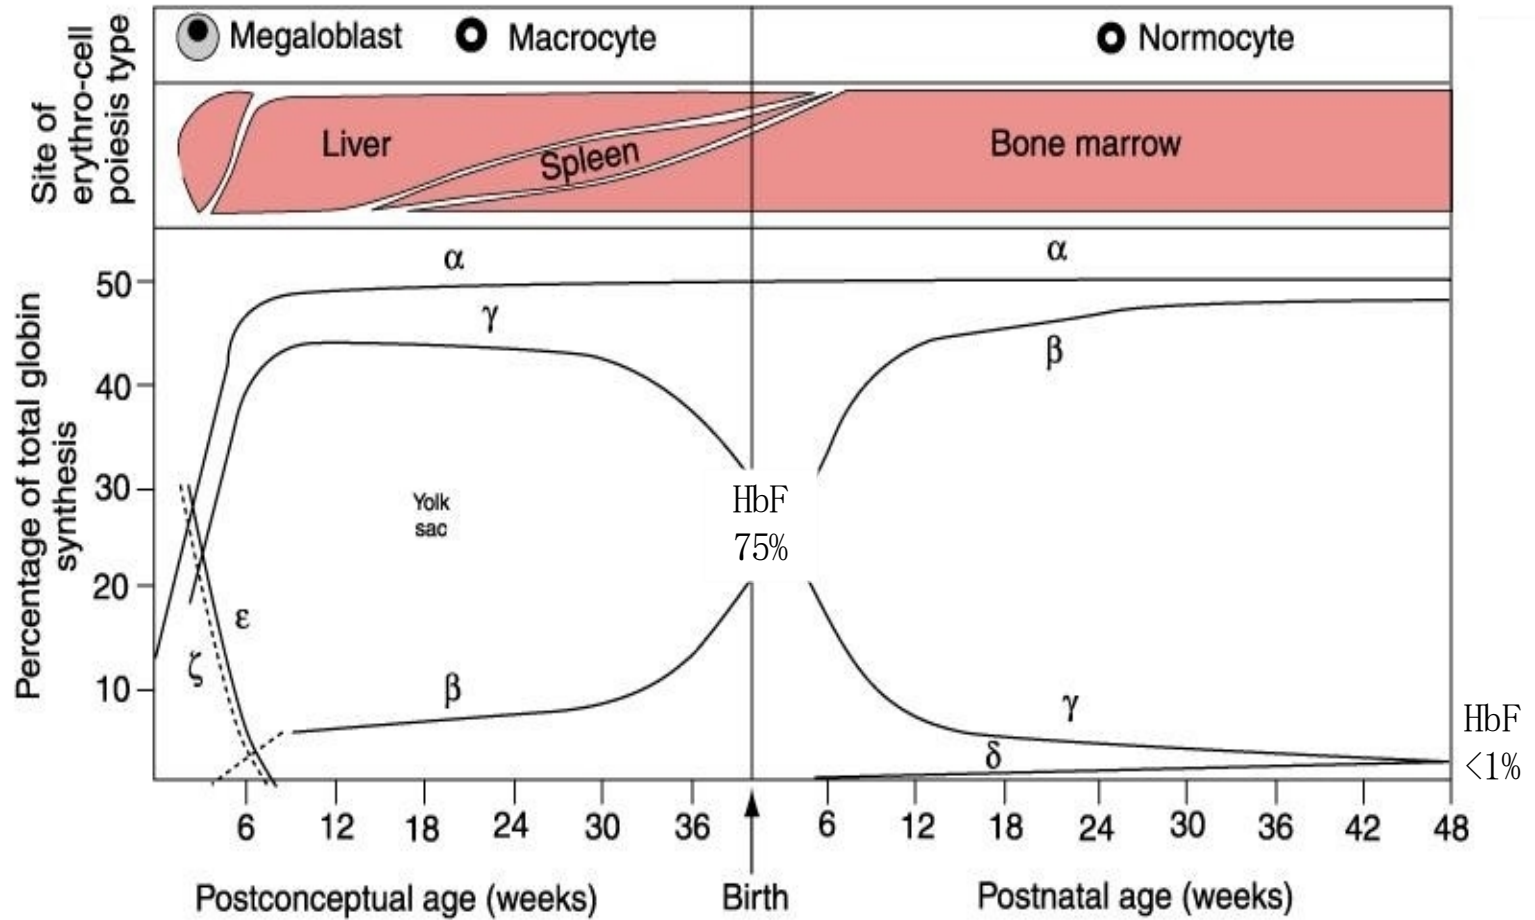 Megaloblast Macrocyte Normocyte
Site of
erythro-cell
poiesis type
Liver Spleen Bone marrow
α α
γ
β
50
40
30
20
10
Percentage of total globin
synthesis
Yolk
sac
HbF
75%
ε
ζ
β
γ
δ
HbF
<1%
6 12 18 24 30 36 6 12 18 24 30 36 42 48
Postconceptual age (weeks) Birth Postnatal age (weeks)